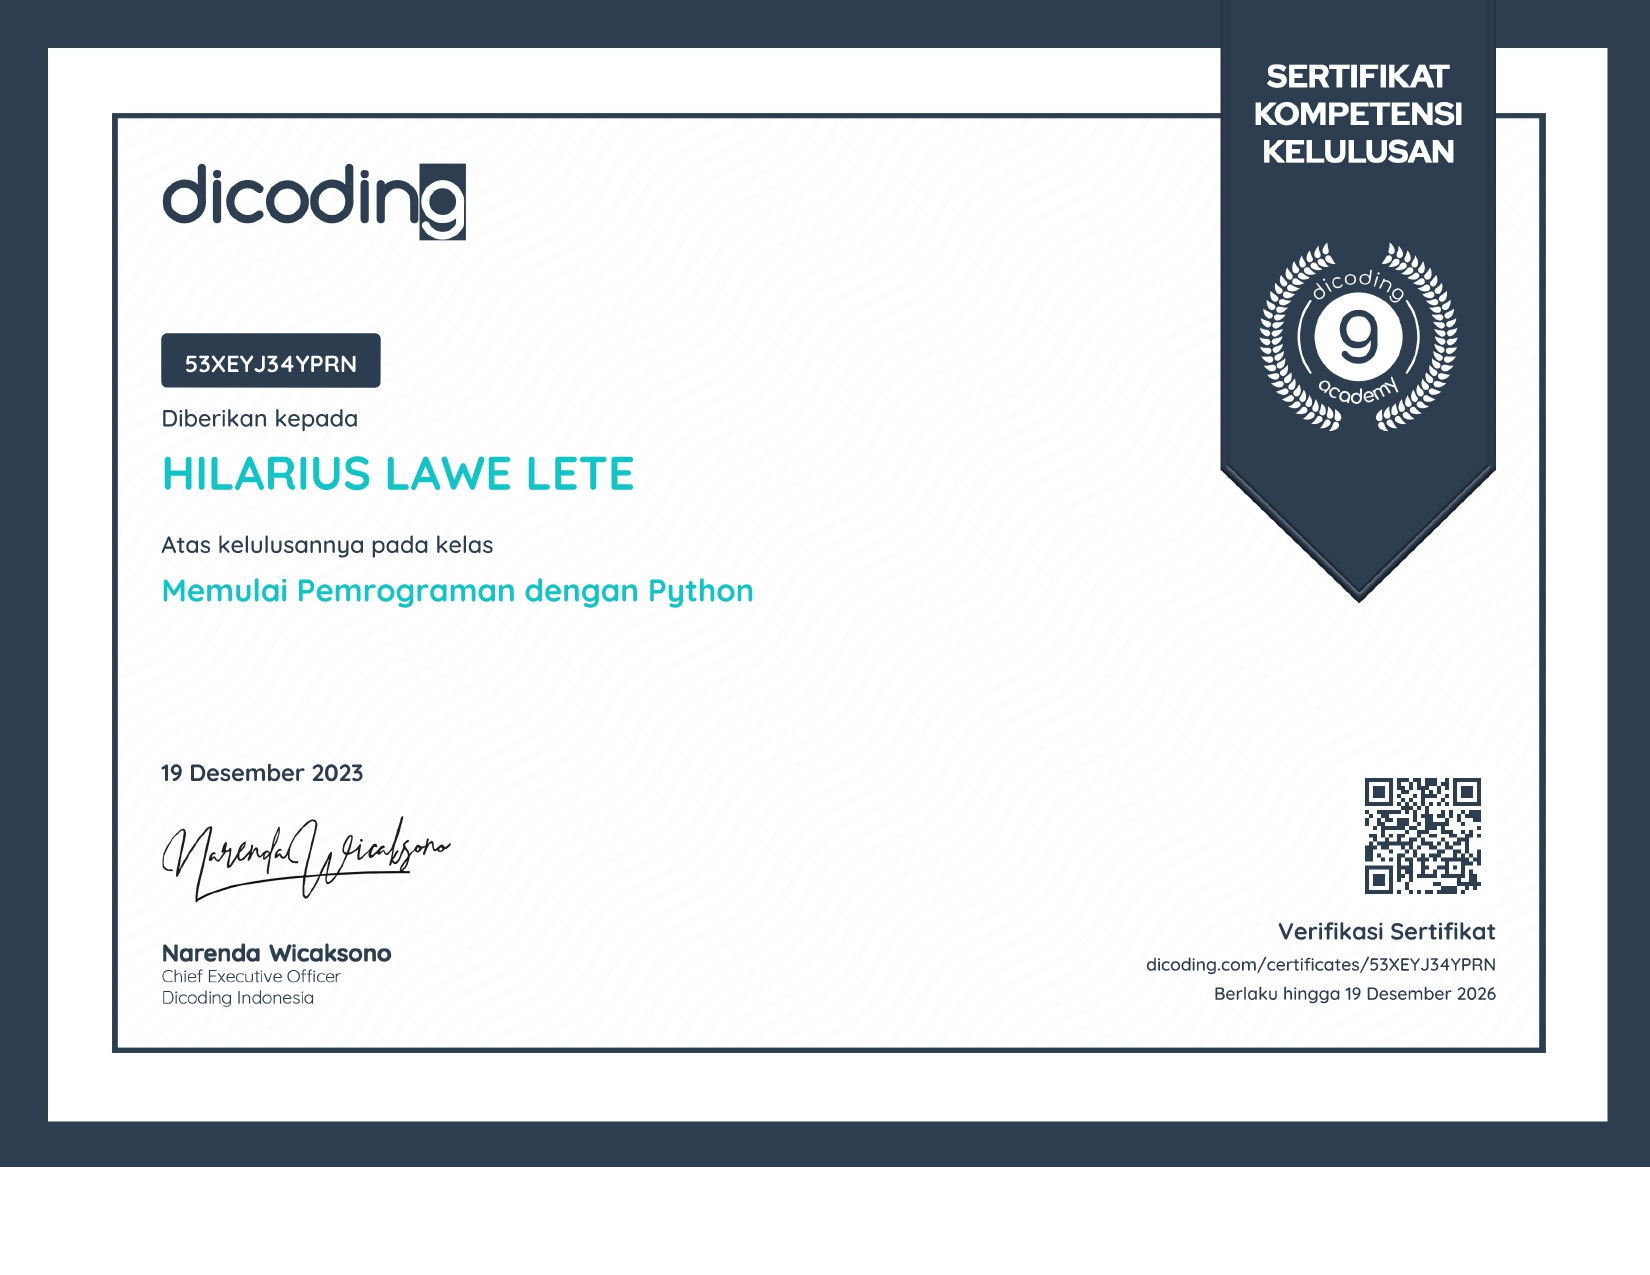 dicoding
SERTIFIKAT
KOMPETENSI
KELULUSAN
dicoding
9
academy
53XEYJ34YPRN
Diberikan kepada
HILARIUS LAWE LETE
Atas kelulusannya pada kelas
Memulai Pemrograman dengan Python
19 Desember 2023
Narenda Wicaksono
Narenda Wicaksono
Chief Executive Officer
Dicoding Indonesia
Verifikasi Sertifikat
dicoding.com/certificates/53XEYJ34YPRN
Berlaku hingga 19 Desember 2026